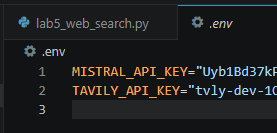 lab5_web_search.py
.env
.env
1 MISTRAL_API_KEY="Uyb1Bd37k
2 TAVILY_API_KEY="tvly-dev-1
3